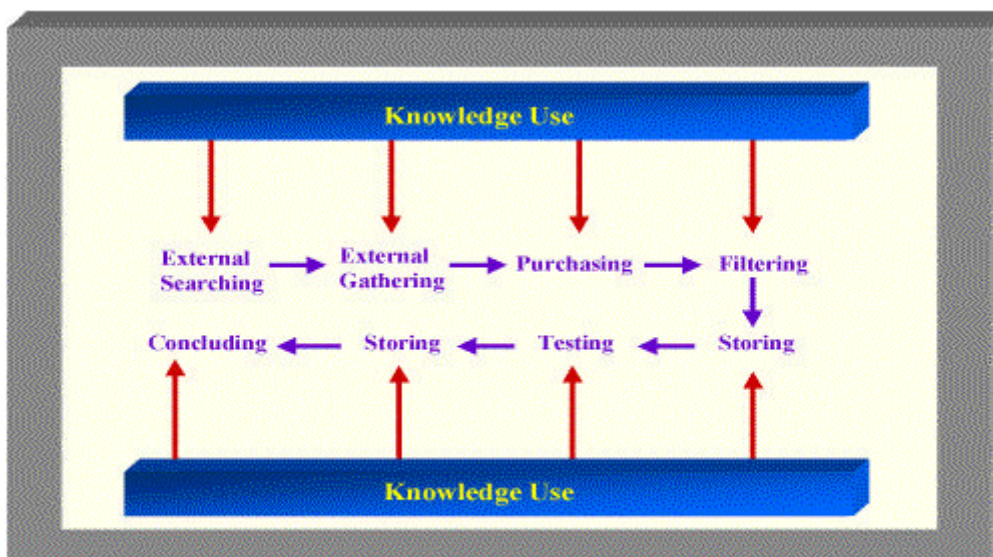 Knowledge Use
External
Searching
External
Gathering
Purchasing
Filtering
Concluding
Storing
Testing
Storing
Knowledge Use